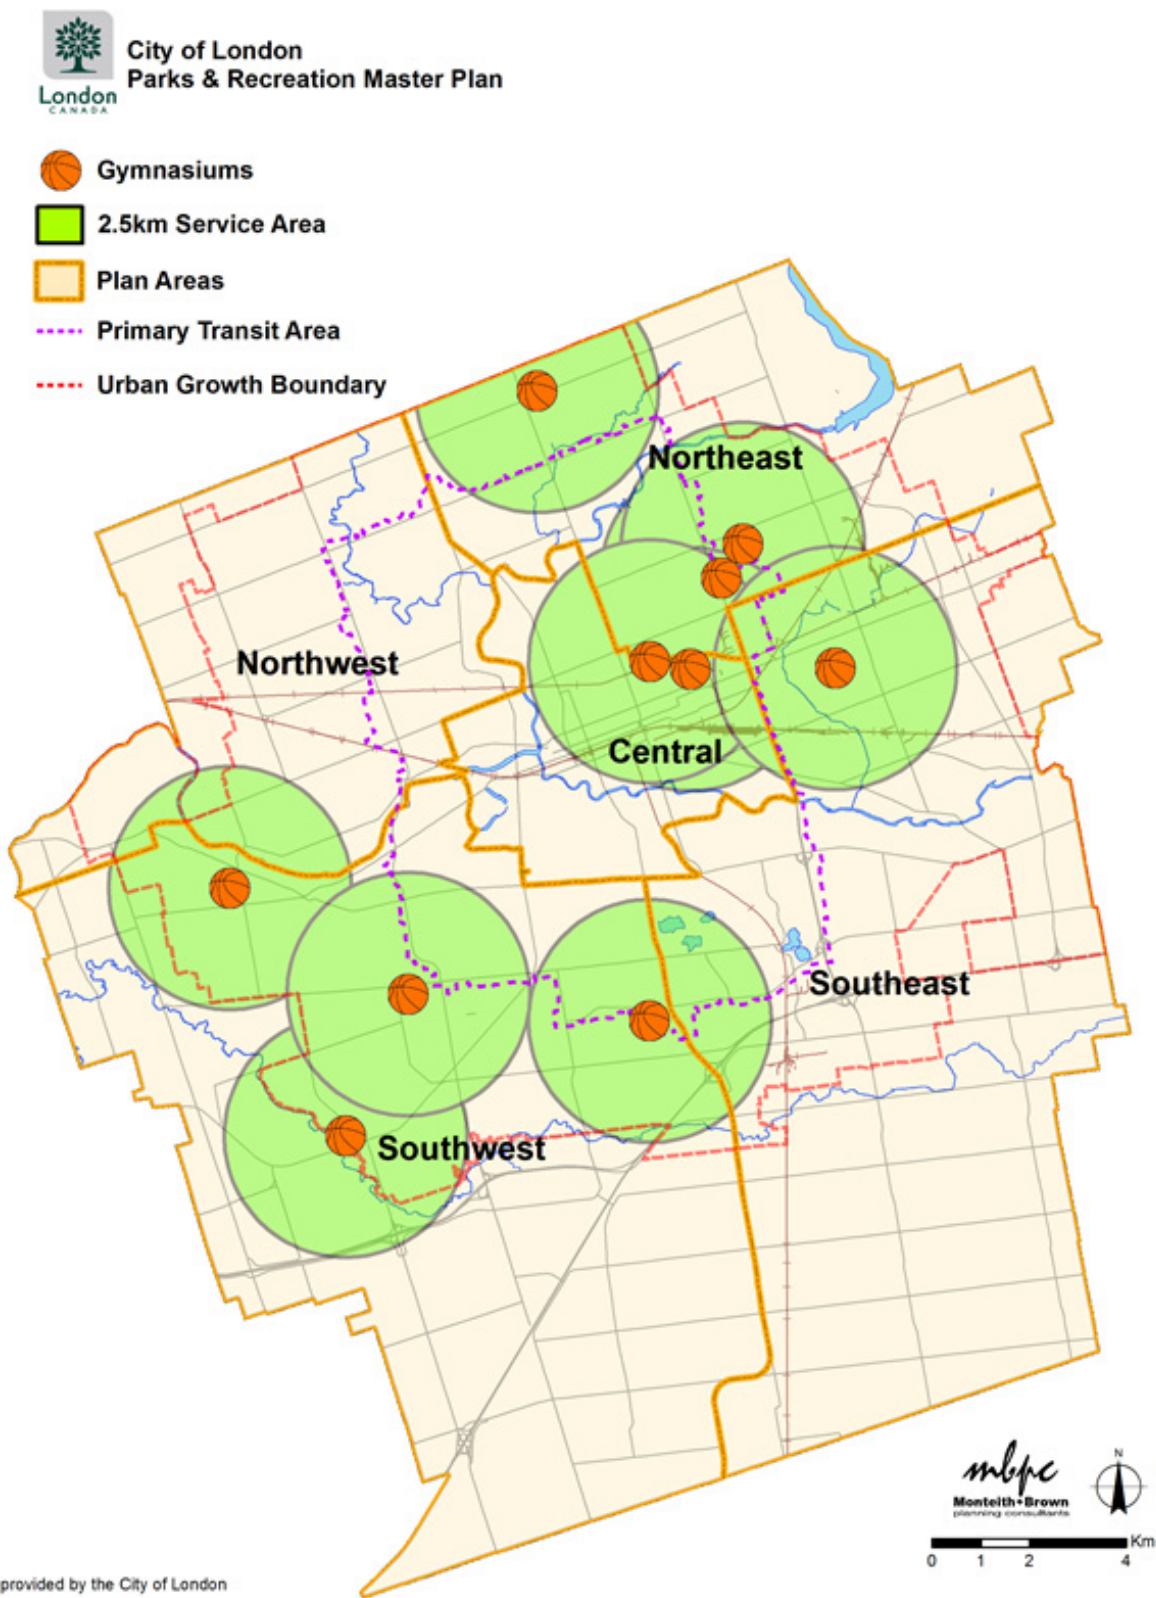 City of London
Parks & Recreation Master Plan
London
CANADA
Gymnasiums
2.5km Service Area
Plan Areas
Primary Transit Area
Urban Growth Boundary
Northeast
Northwest
Central
Southeast
Southwest
mbpc
Monteith+Brown
planning consultants
N
Km
0 1 2 4
provided by the City of London